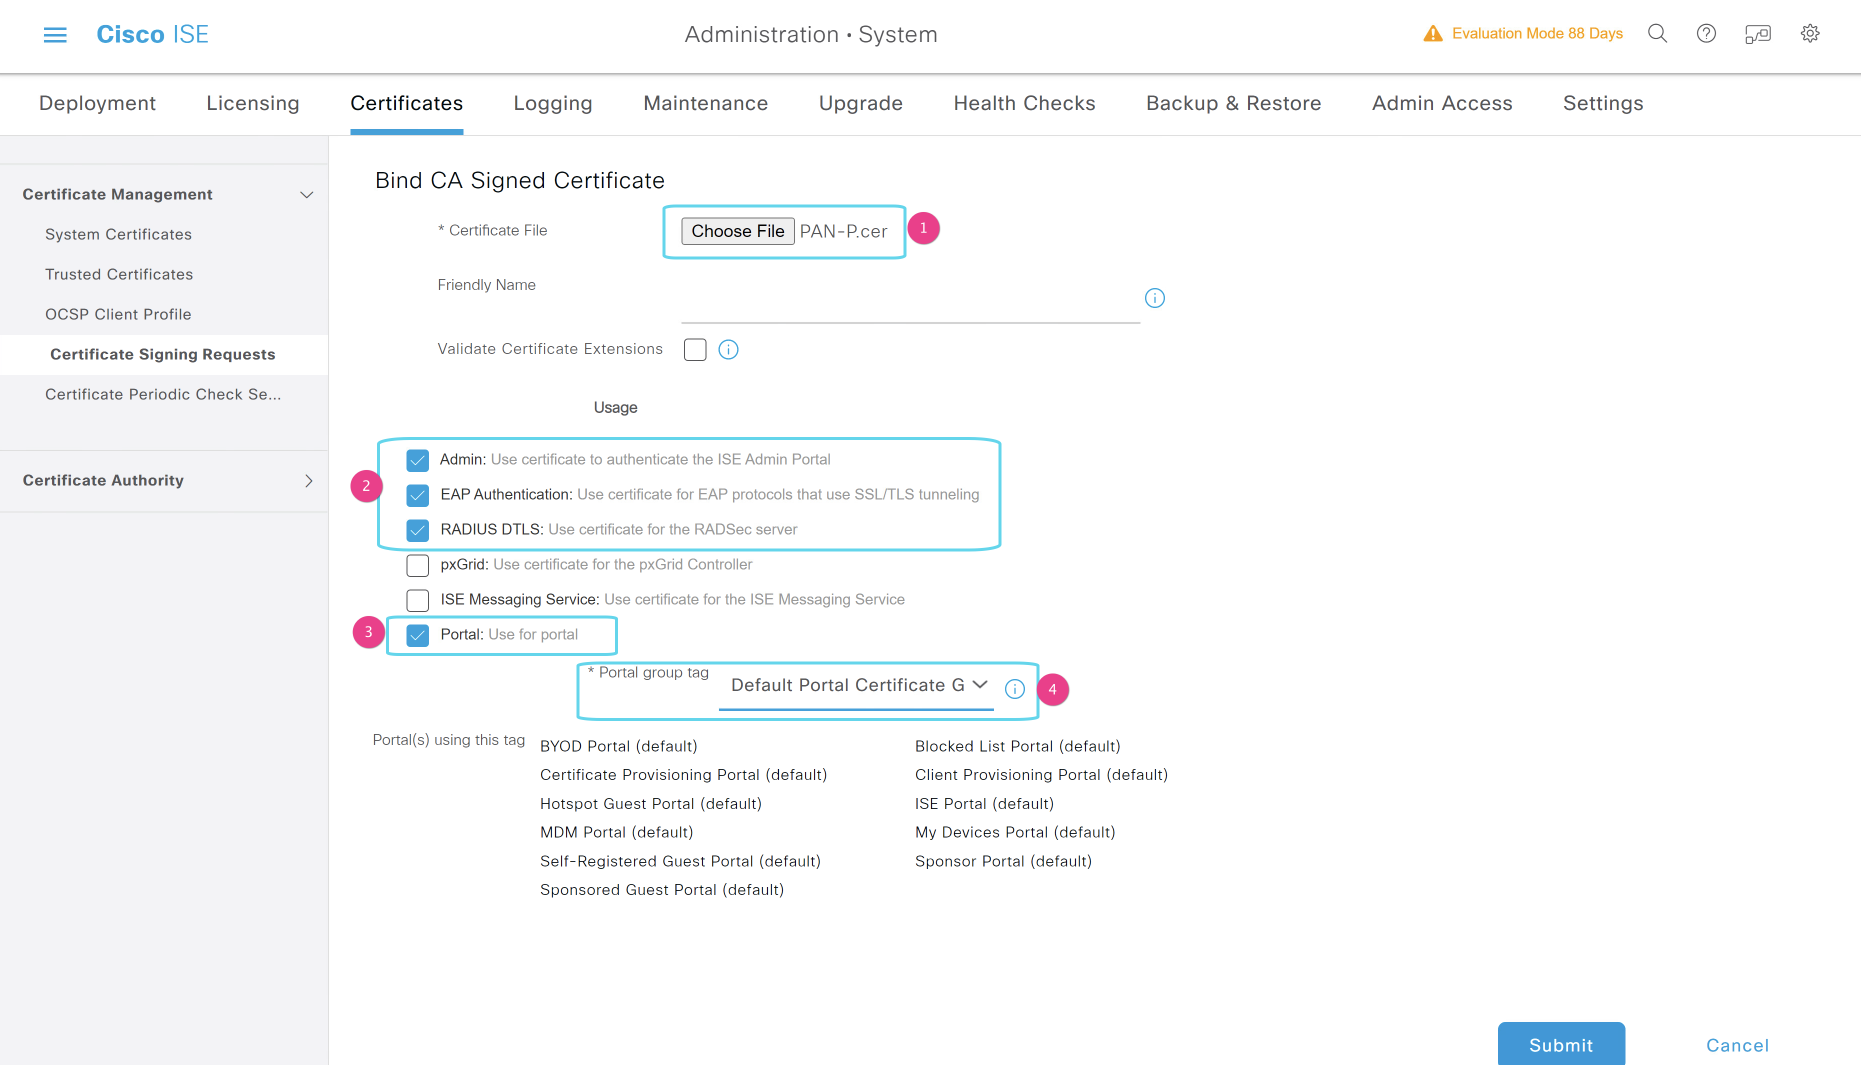 Cisco ISE
Administration • System
Evaluation Mode 88 Days
Deployment
Licensing
Certificates
Logging
Maintenance
Upgrade
Health Checks
Backup & Restore
Admin Access
Settings
Certificate Management
System Certificates
Trusted Certificates
OCSP Client Profile
Certificate Signing Requests
Certificate Periodic Check Se...
Certificate Authority
Bind CA Signed Certificate
* Certificate File
Choose File PAN-P.cer
1
Friendly Name
Validate Certificate Extensions
Usage
2
Admin: Use certificate to authenticate the ISE Admin Portal
EAP Authentication: Use certificate for EAP protocols that use SSL/TLS tunneling
RADIUS DTLS: Use certificate for the RADSec server
pxGrid: Use certificate for the pxGrid Controller
ISE Messaging Service: Use certificate for the ISE Messaging Service
3
Portal: Use for portal
* Portal group tag
Default Portal Certificate G
4
Portal(s) using this tag
BYOD Portal (default)
Blocked List Portal (default)
Certificate Provisioning Portal (default)
Client Provisioning Portal (default)
Hotspot Guest Portal (default)
ISE Portal (default)
MDM Portal (default)
My Devices Portal (default)
Self-Registered Guest Portal (default)
Sponsor Portal (default)
Sponsored Guest Portal (default)
Submit
Cancel